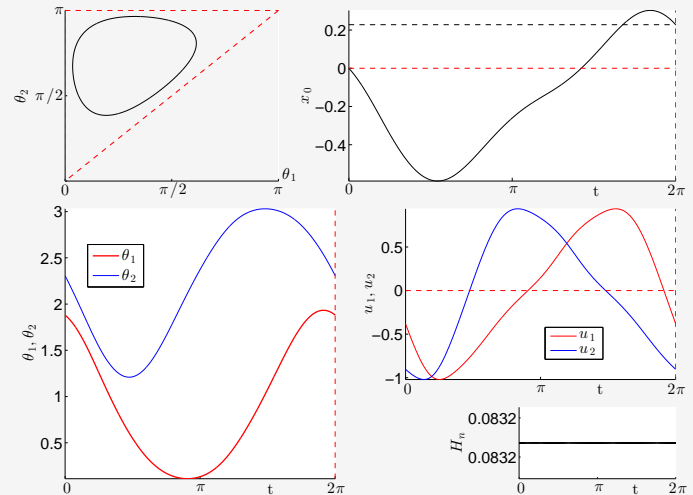 π
θ₂ π/2
0 π/2 π θ₁
0.2
0
−0.2
−0.4
x₀
0 π t 2π
3
2.5
2
1.5
1
0.5
θ₁, θ₂
θ₁
θ₂
0 π t 2π
0.5
0
−0.5
−1
u₁, u₂
u₁
u₂
0 π t 2π
0.0832
0.0832
Hₙ
0 π t 2π